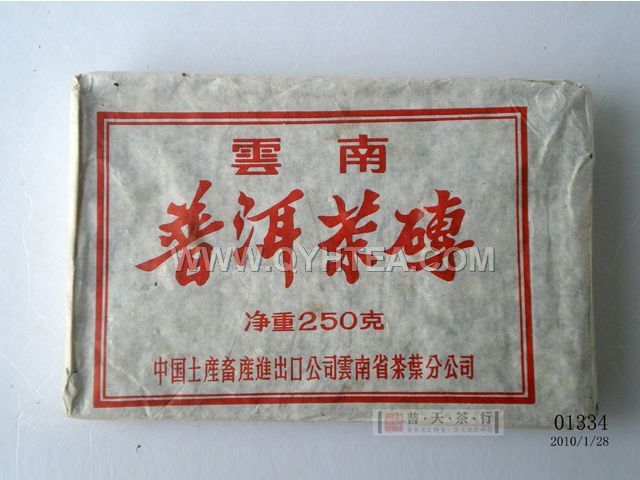 雲南
普洱茶磚
WWW.QYHTEA.COM
净重250克
中国土產畜產進出口公司雲南省茶葉分公司
普·天·茶·行
01334
2010/1/28